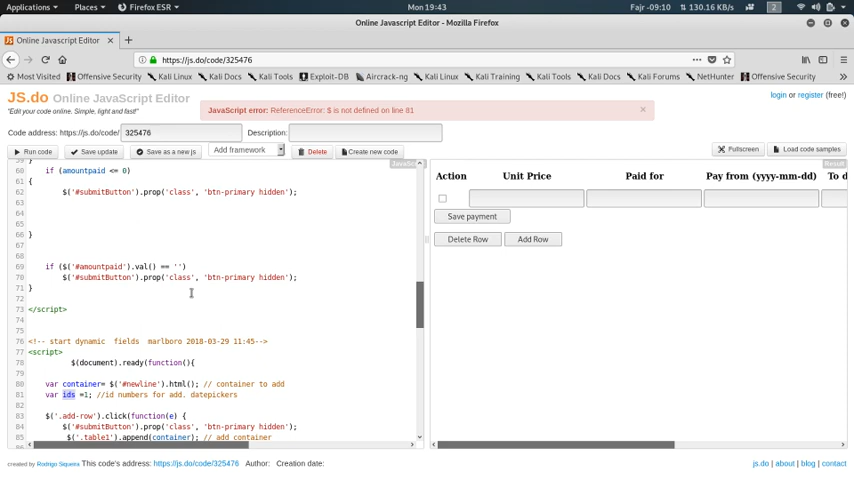 Applications Places Firefox ESR Mon 19:43 Fajr -09:10 130.16 KB/s 2
Online Javascript Editor - Mozilla Firefox
Online Javascript Editor
https://js.do/code/325476
Most Visited Offensive Security Kali Linux Kali Docs Kali Tools Exploit-DB Aircrack-ng Kali Linux Kali Training Kali Tools Kali Docs Kali Forums NetHunter Offensive Security
JS.do Online JavaScript Editor
"Edit your code online. Simple, light and fast!"
JavaScript error: ReferenceError: $ is not defined on line 81
login or register (free!)
Code address: https://js.do/code/ 325476 Description:
Run code Save update Save as a new js Add framework Delete Create new code Fullscreen Load code samples
JavaSc Result
59 }
60 if (amountpaid <= 0)
61 {
62 $('#submitButton').prop('class', 'btn-primary hidden');
63
64
65
66 }
67
68
69 if ($('#amountpaid').val() == '')
70 $('#submitButton').prop('class', 'btn-primary hidden');
71 }
72
73 </script>
74
75
76 <!-- start dynamic fields marlboro 2018-03-29 11:45-->
77 <script>
78 $(document).ready(function(){
79
80 var container= $('#newline').html(); // container to add
81 var ids =1; //id numbers for add. datepickers
82
83 $('.add-row').click(function(e) {
84 $('#submitButton').prop('class', 'btn-primary hidden');
85 $('.table1').append(container); // add container
Action Unit Price Paid for Pay from (yyyy-mm-dd) To d
Save payment
Delete Row Add Row
created by Rodrigo Siqueira This code's address: https://js.do/code/325476 Author: Creation date:
js.do | about | blog | contact